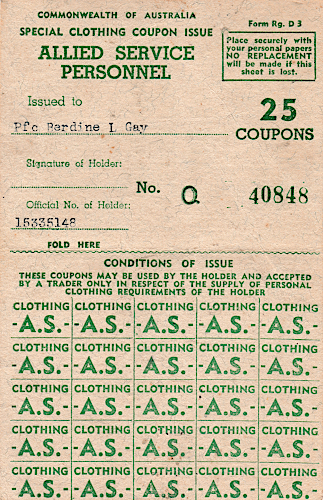 COMMONWEALTH OF AUSTRALIA
Form Rg. D 3
SPECIAL CLOTHING COUPON ISSUE
ALLIED SERVICE
PERSONNEL
Place securely with
your personal papers
NO REPLACEMENT
will be made if this
sheet is lost.
Issued to
25
COUPONS
Pfc Berdine L Gay
Signature of Holder:
No. Q 40848
Official No. of Holder:
15335148
FOLD HERE
CONDITIONS OF ISSUE
THESE COUPONS MAY BE USED BY THE HOLDER AND ACCEPTED
BY A TRADER ONLY IN RESPECT OF THE SUPPLY OF PERSONAL
CLOTHING REQUIREMENTS OF THE HOLDER
CLOTHING CLOTHING CLOTHING CLOTHING CLOTHING
-A.S.- -A.S.- -A.S.- -A.S.- -A.S.-
CLOTHING CLOTHING CLOTHING CLOTHING CLOTHING
-A.S.- -A.S.- -A.S.- -A.S.- -A.S.-
CLOTHING CLOTHING CLOTHING CLOTHING CLOTHING
-A.S.- -A.S.- -A.S.- -A.S.- -A.S.-
CLOTHING CLOTHING CLOTHING CLOTHING CLOTHING
-A.S.- -A.S.- -A.S.- -A.S.- -A.S.-
CLOTHING CLOTHING CLOTHING CLOTHING CLOTHING
-A.S.- -A.S.- -A.S.- -A.S.- -A.S.-